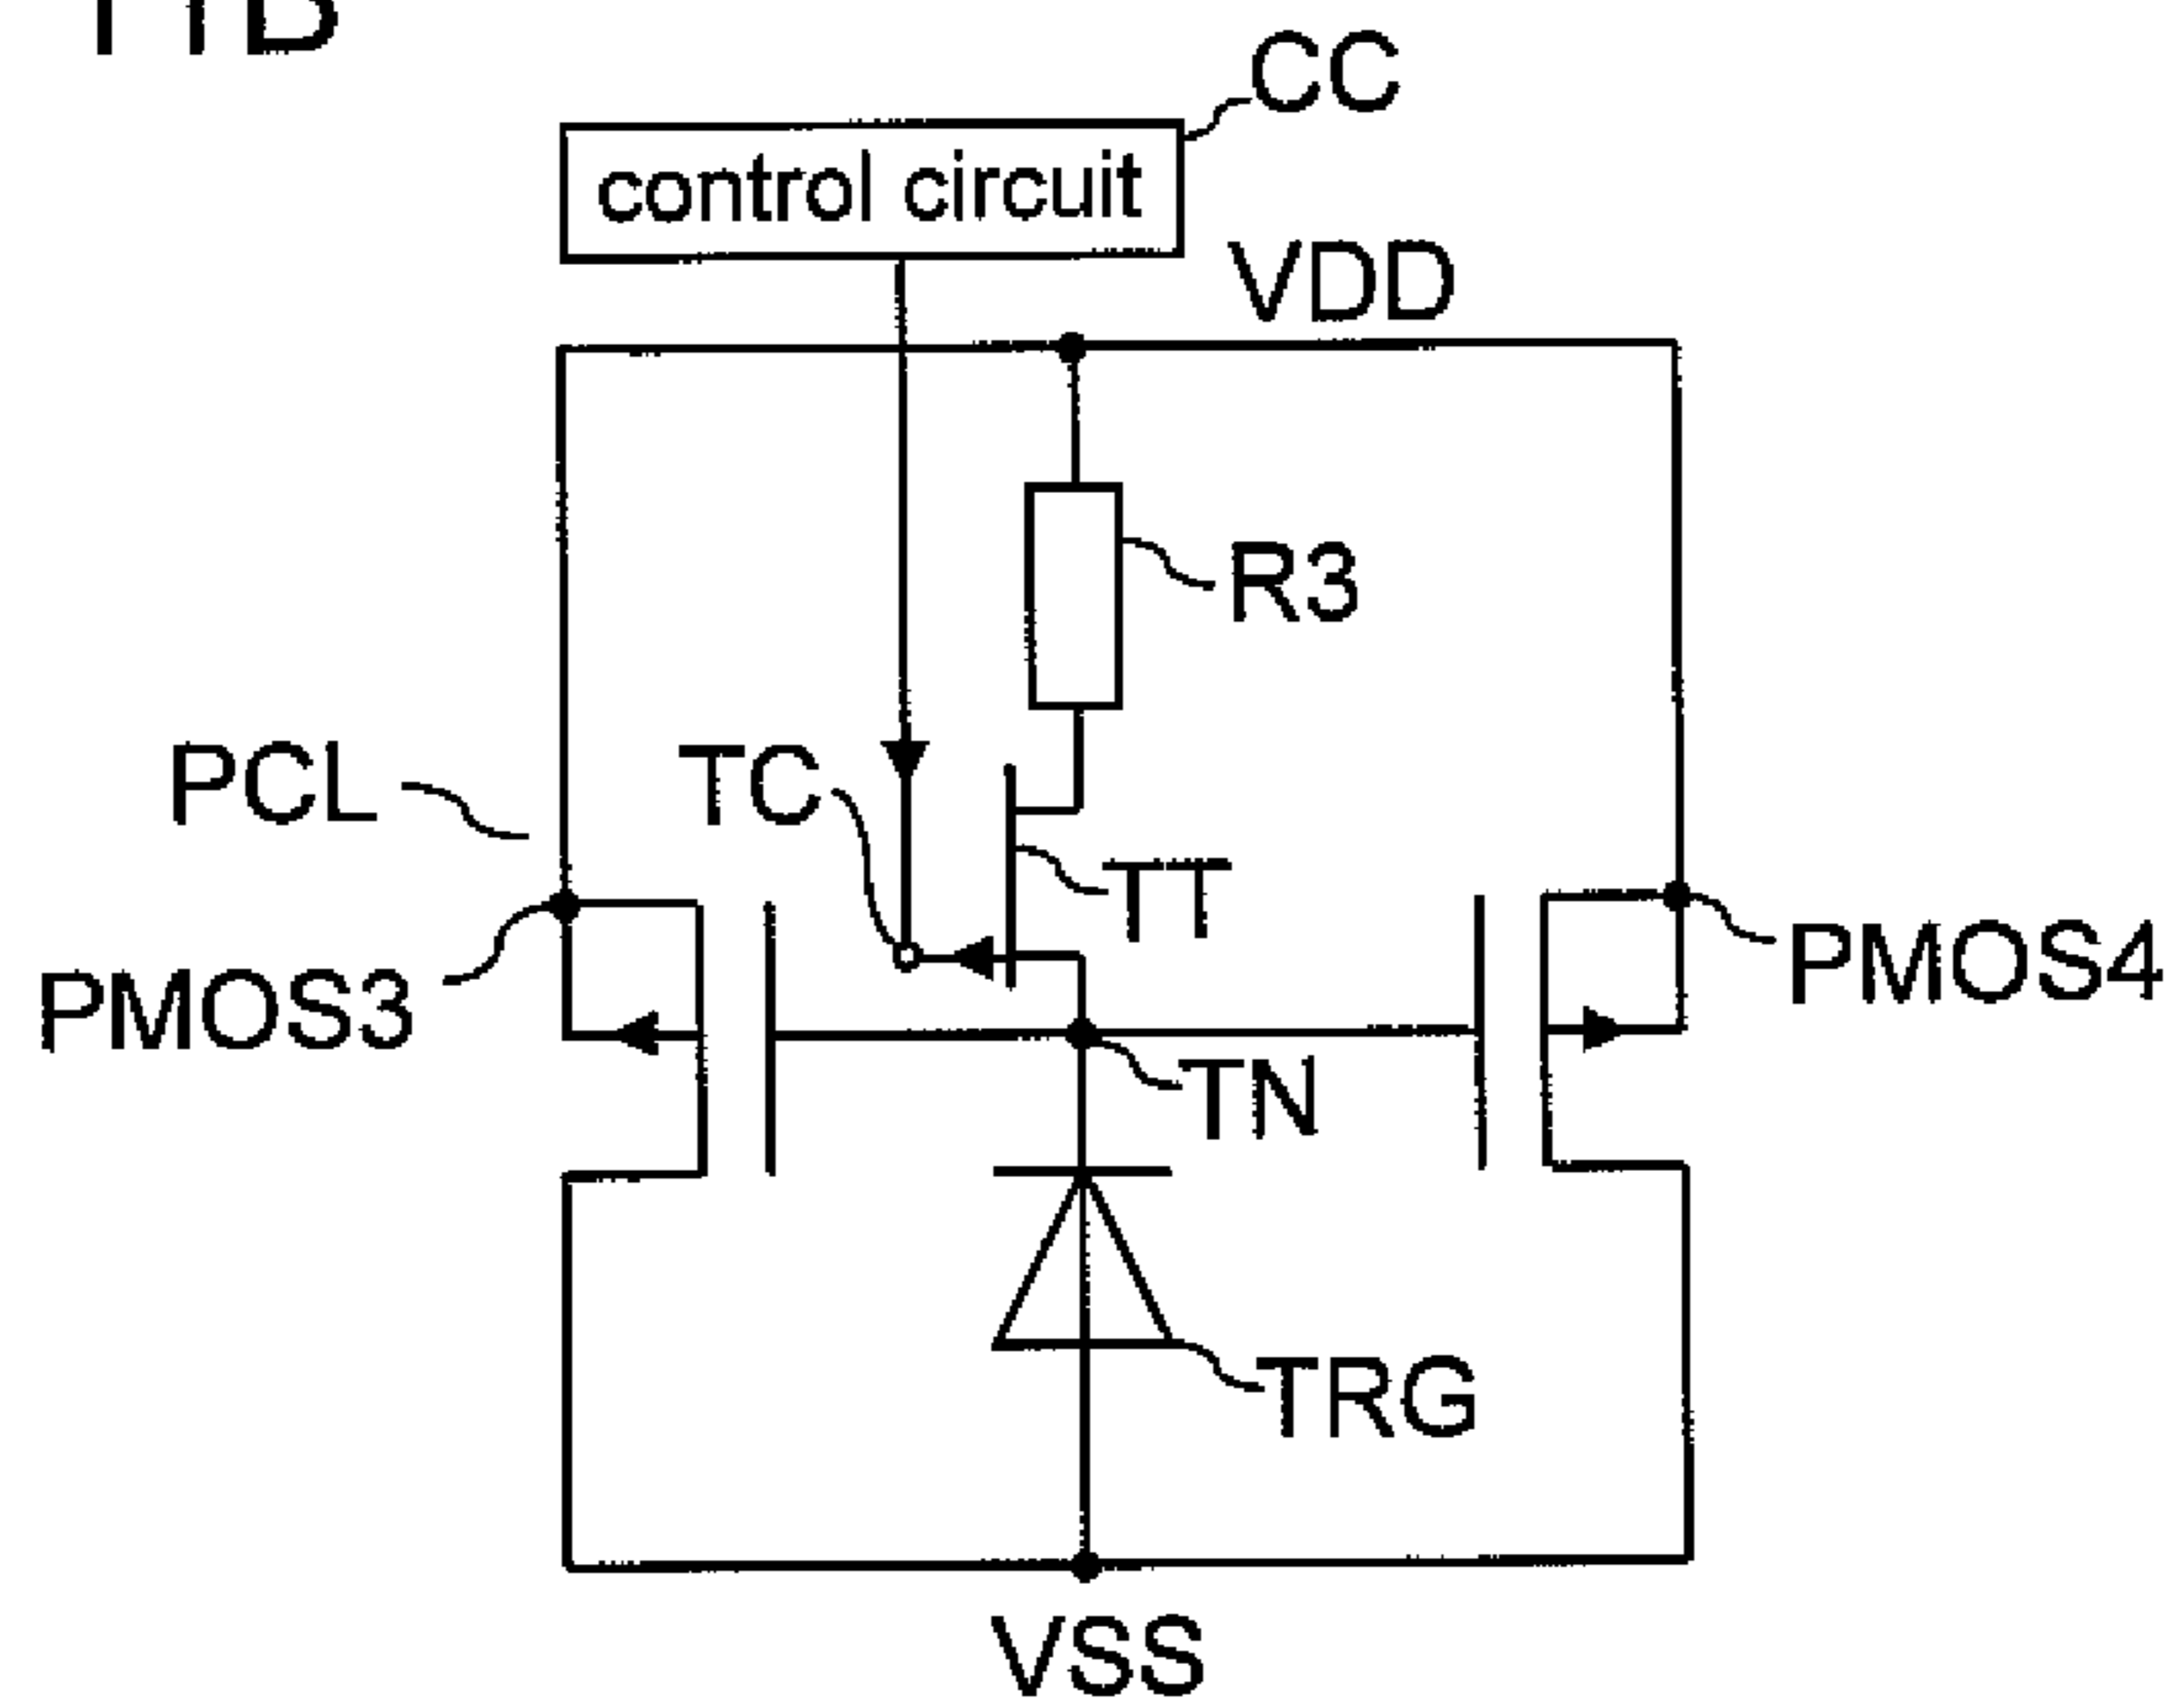 CC
control circuit
VDD
R3
PCL
TC
TT
PMOS3
PMOS4
TN
TRG
VSS